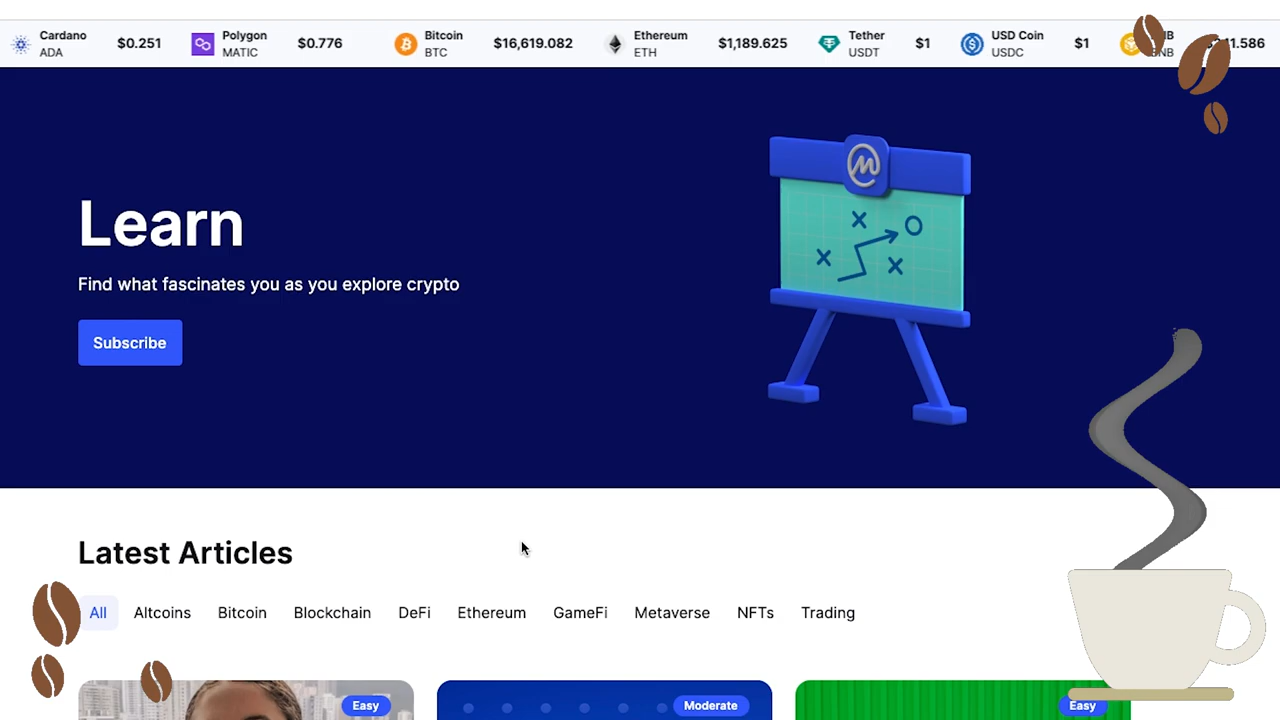 Cardano ADA $0.251 Polygon MATIC $0.776 Bitcoin BTC $16,619.082 Ethereum ETH $1,189.625 Tether USDT $1 USD Coin USDC $1
Learn
Find what fascinates you as you explore crypto
Subscribe
Latest Articles
All Altcoins Bitcoin Blockchain DeFi Ethereum GameFi Metaverse NFTs Trading
Easy Moderate Easy